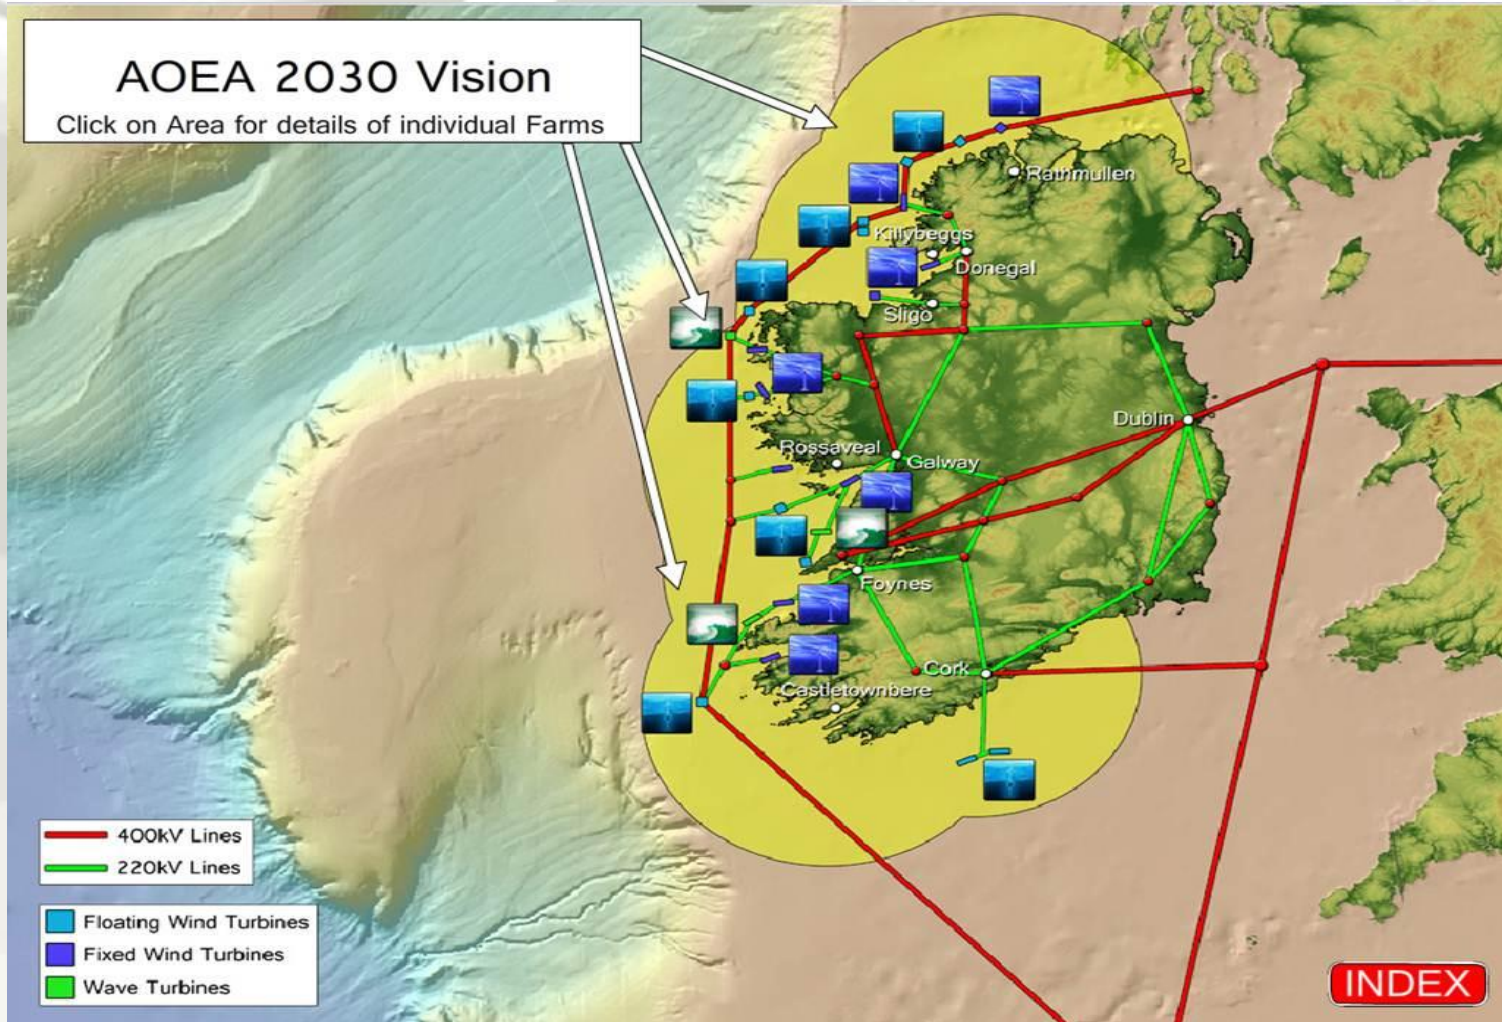 AOEA 2030 Vision
Click on Area for details of individual Farms
Rathmullen
Killybeggs
Donegal
Sligo
Dublin
Rossaveal
Galway
Foynes
Cork
Castletownbere
400kV Lines
220kV Lines
Floating Wind Turbines
Fixed Wind Turbines
Wave Turbines
INDEX